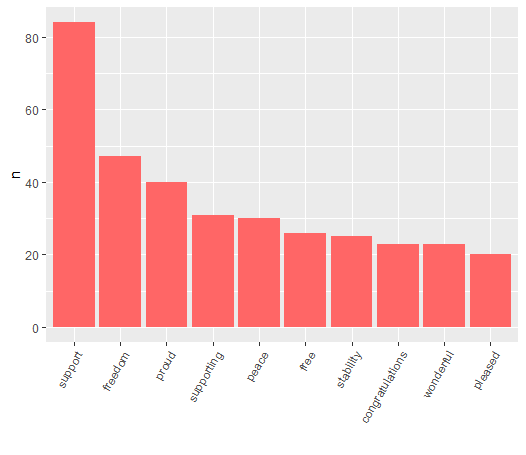 80
60
40
20
0
n
support
freedom
proud
supporting
peace
free
stability
congratulations
wonderful
pleased